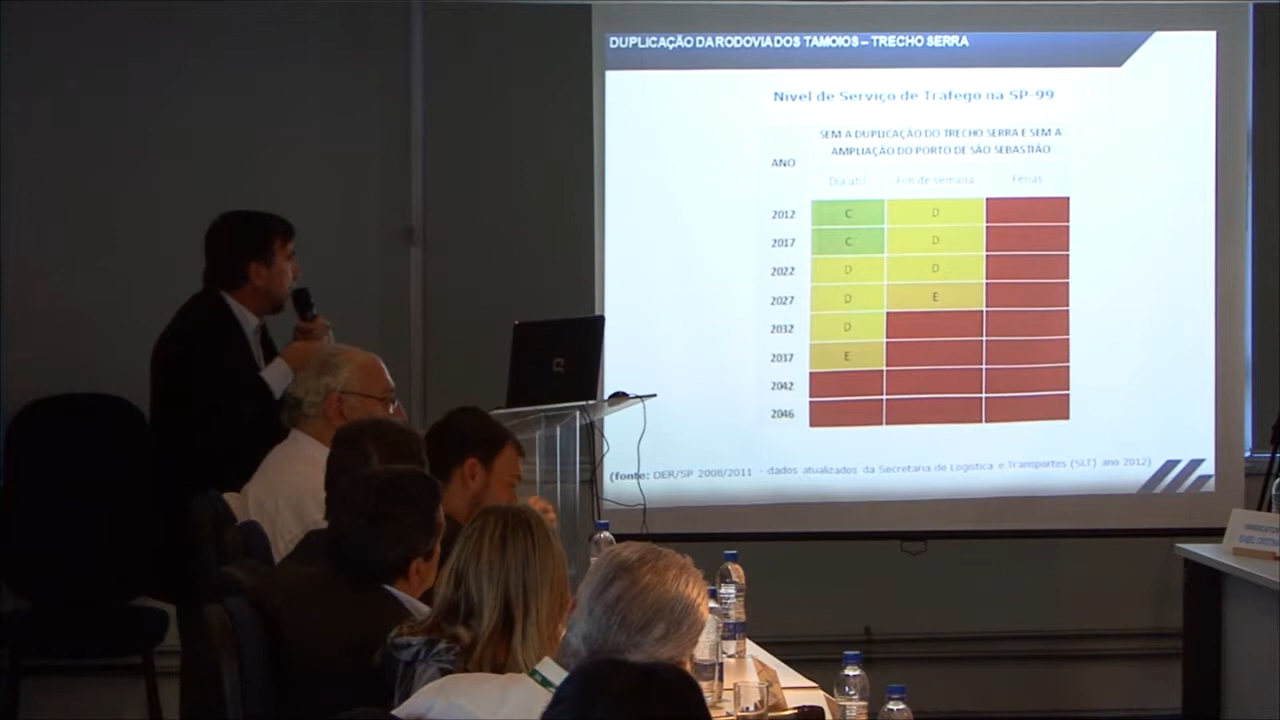 DUPLICAÇÃO DA RODOVIA DOS TAMOIOS – TRECHO SERRA
Nível de Serviço de Tráfego na SP-99
SEM A DUPLICAÇÃO DO TRECHO SERRA E SEM A
AMPLIAÇÃO DO PORTO DE SÃO SEBASTIÃO
ANO
Dia útil Fim de semana Férias
2012 C D
2017 C D
2022 D D
2027 D E
2032 D
2037 E
2042
2046
(fonte: DER/SP 2008/2011 - dados atualizados da Secretaria de Logística e Transportes (SLT) ano 2012)